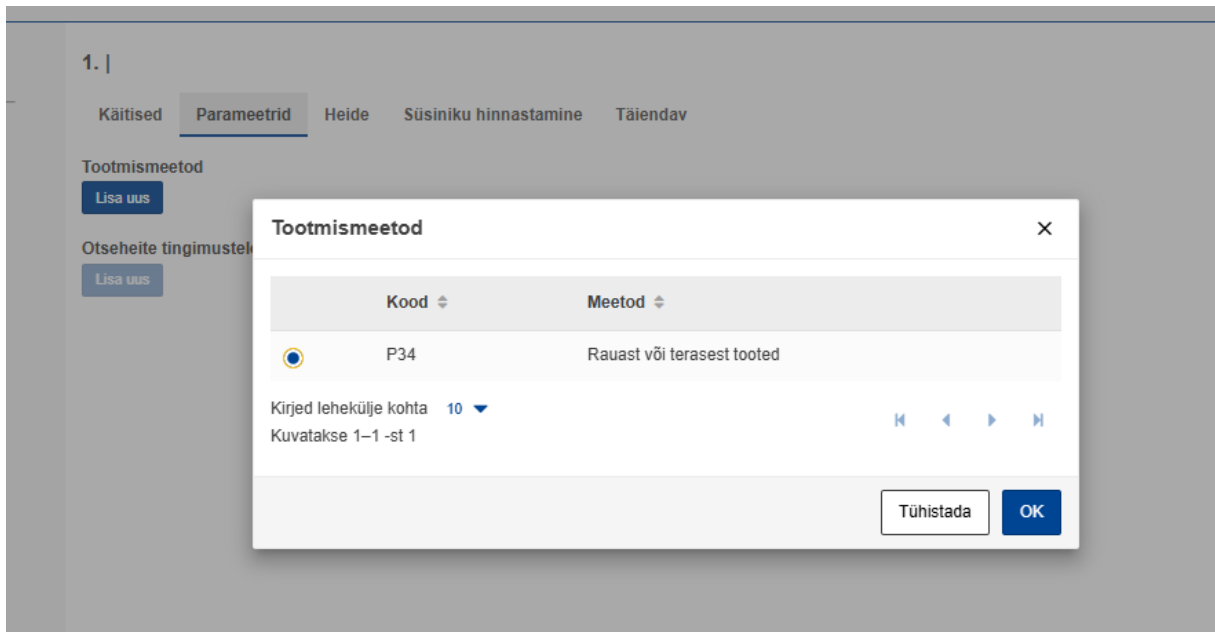 1. |
Käitised Parameetrid Heide Süsiniku hinnastamine Täiendav
Tootmismeetod
Lisa uus
Otseheite tingimustele
Lisa uus
Tootmismeetod
Kood Meetod
P34 Rauast või terasest tooted
Kirjed lehekülje kohta 10
Kuvatakse 1–1 -st 1
Tühistada OK